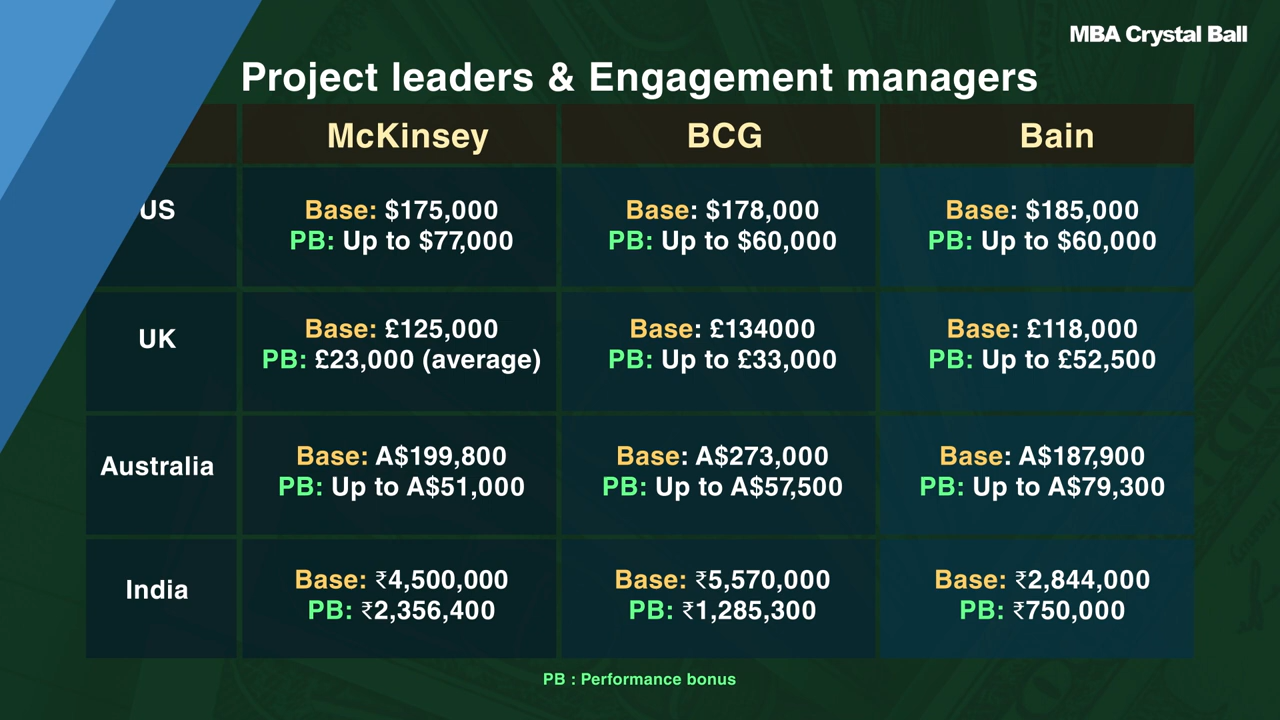 MBA Crystal Ball
Project leaders & Engagement managers
McKinsey BCG Bain
US
Base: $175,000
PB: Up to $77,000
Base: $178,000
PB: Up to $60,000
Base: $185,000
PB: Up to $60,000
UK
Base: £125,000
PB: £23,000 (average)
Base: £134000
PB: Up to £33,000
Base: £118,000
PB: Up to £52,500
Australia
Base: A$199,800
PB: Up to A$51,000
Base: A$273,000
PB: Up to A$57,500
Base: A$187,900
PB: Up to A$79,300
India
Base: ₹4,500,000
PB: ₹2,356,400
Base: ₹5,570,000
PB: ₹1,285,300
Base: ₹2,844,000
PB: ₹750,000
PB : Performance bonus